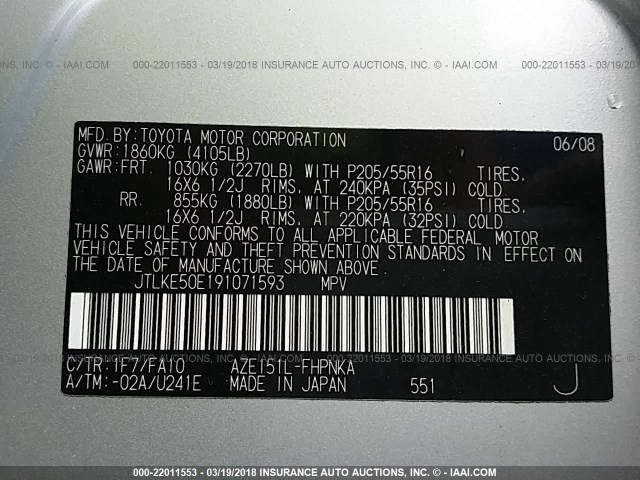 000-22011553 - 03/19/2018 INSURANCE AUTO AUCTIONS, INC. - © - IAAI.COM
MFD.BY:TOYOTA MOTOR CORPORATION 06/08
GVWR:1860KG (4105LB)
GAWR:FRT. 1030KG (2270LB) WITH P205/55R16 TIRES,
16X6 1/2J RIMS, AT 240KPA (35PSI) COLD.
RR. 855KG (1880LB) WITH P205/55R16 TIRES,
16X6 1/2J RIMS, AT 220KPA (32PSI) COLD.
THIS VEHICLE CONFORMS TO ALL APPLICABLE FEDERAL MOTOR
VEHICLE SAFETY AND THEFT PREVENTION STANDARDS IN EFFECT ON
THE DATE OF MANUFACTURE SHOWN ABOVE.
JTLKE50E191071593 MPV
C/TR:1F7/FA10 AZE151L-FHPNKA
A/TM:-02A/U241E MADE IN JAPAN 551 J
000-22011553 - 03/19/2018 INSURANCE AUTO AUCTIONS, INC. - © - IAAI.COM